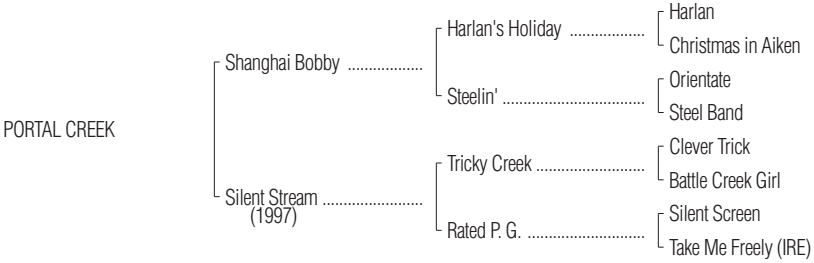 Harlan
Harlan's Holiday ..................
Christmas in Aiken
Shanghai Bobby ..................
Orientate
Steelin' ..................................
Steel Band
PORTAL CREEK
Clever Trick
Tricky Creek ..........................
Battle Creek Girl
Silent Stream ........................
(1997)
Silent Screen
Rated P. G. ............................
Take Me Freely (IRE)